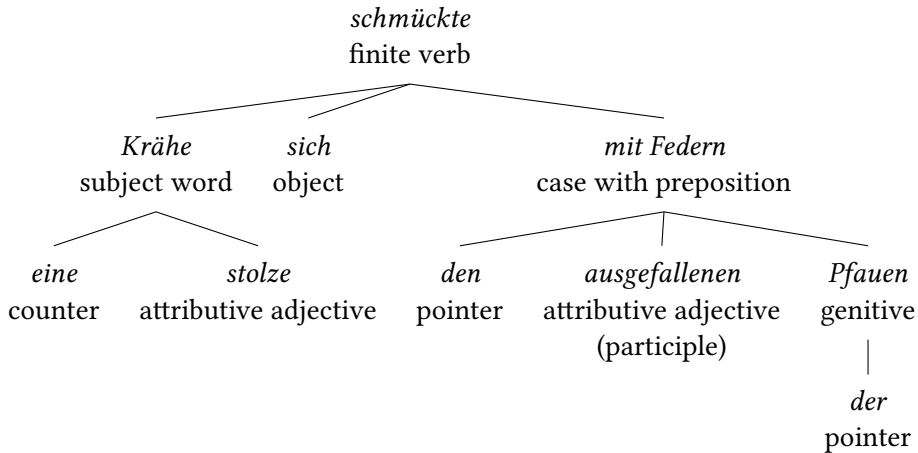 schmückte
finite verb
Krähe sich mit Federn
subject word object case with preposition
eine stolze den ausgefallenen Pfauen
counter attributive adjective pointer attributive adjective genitive
(participle)
der
pointer